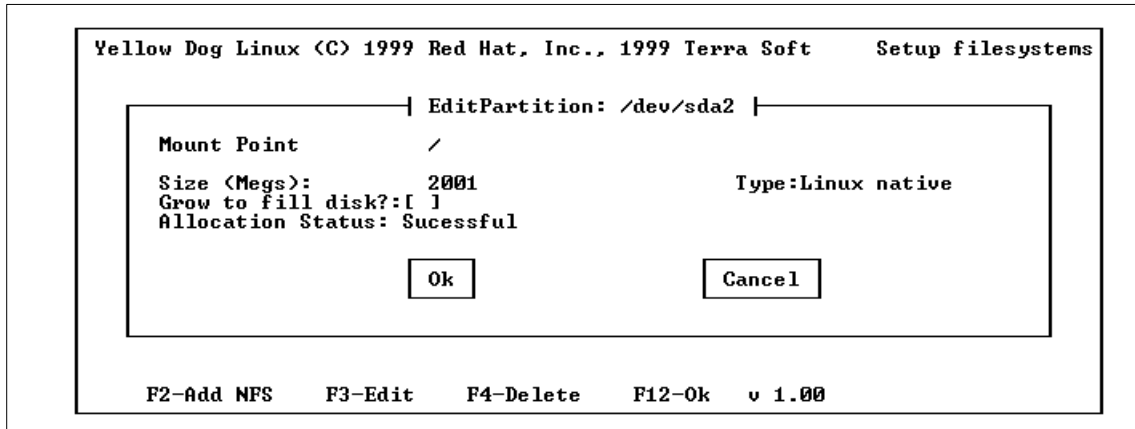 Yellow Dog Linux (C) 1999 Red Hat, Inc., 1999 Terra Soft Setup filesystems
EditPartition: /dev/sda2
Mount Point /
Size (Megs): 2001 Type:Linux native
Grow to fill disk?:[ ]
Allocation Status: Sucessful
Ok Cancel
F2-Add NFS F3-Edit F4-Delete F12-Ok v 1.00